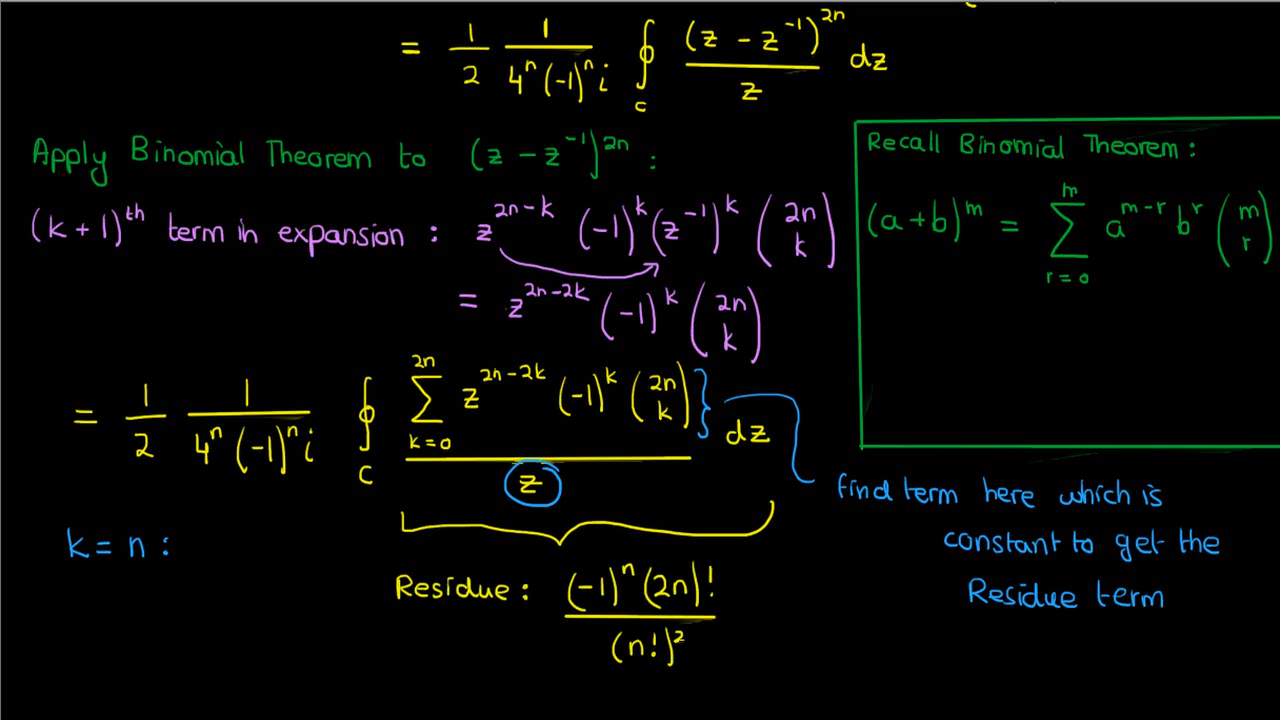 = 1/2 1/(4^n (-1)^n i) ∮_C (z - z^{-1})^{2n}/z dz
Apply Binomial Theorem to (z - z^{-1})^{2n} :
(k+1)^{th} term in expansion : z^{2n-k} (-1)^k (z^{-1})^k (2n k)
= z^{2n-2k} (-1)^k (2n k)
Recall Binomial Theorem :
(a+b)^m = ∑_{r=0}^{m} a^{m-r} b^r (m r)
= 1/2 1/(4^n (-1)^n i) ∮_C ∑_{k=0}^{2n} z^{2n-2k} (-1)^k (2n k) / z dz
find term here which is
constant to get the
Residue term
k = n :
Residue : (-1)^n (2n)! / (n!)^2